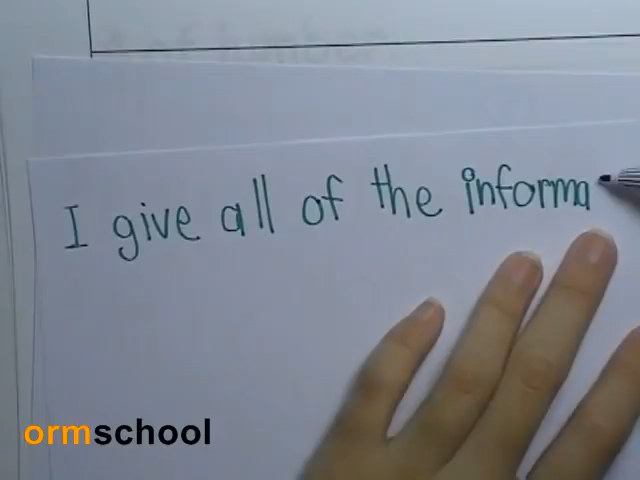 I give all of the informa
ormschool